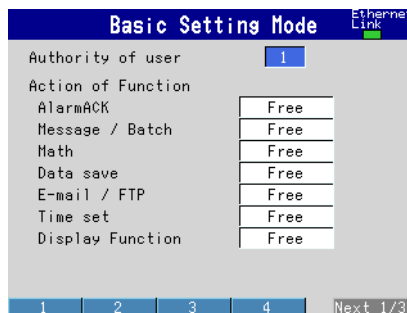 Basic Setting Mode
Etherne
Link
Authority of user 1
Action of Function
AlarmACK Free
Message / Batch Free
Math Free
Data save Free
E-mail / FTP Free
Time set Free
Display Function Free
1 2 3 4 Next 1/3